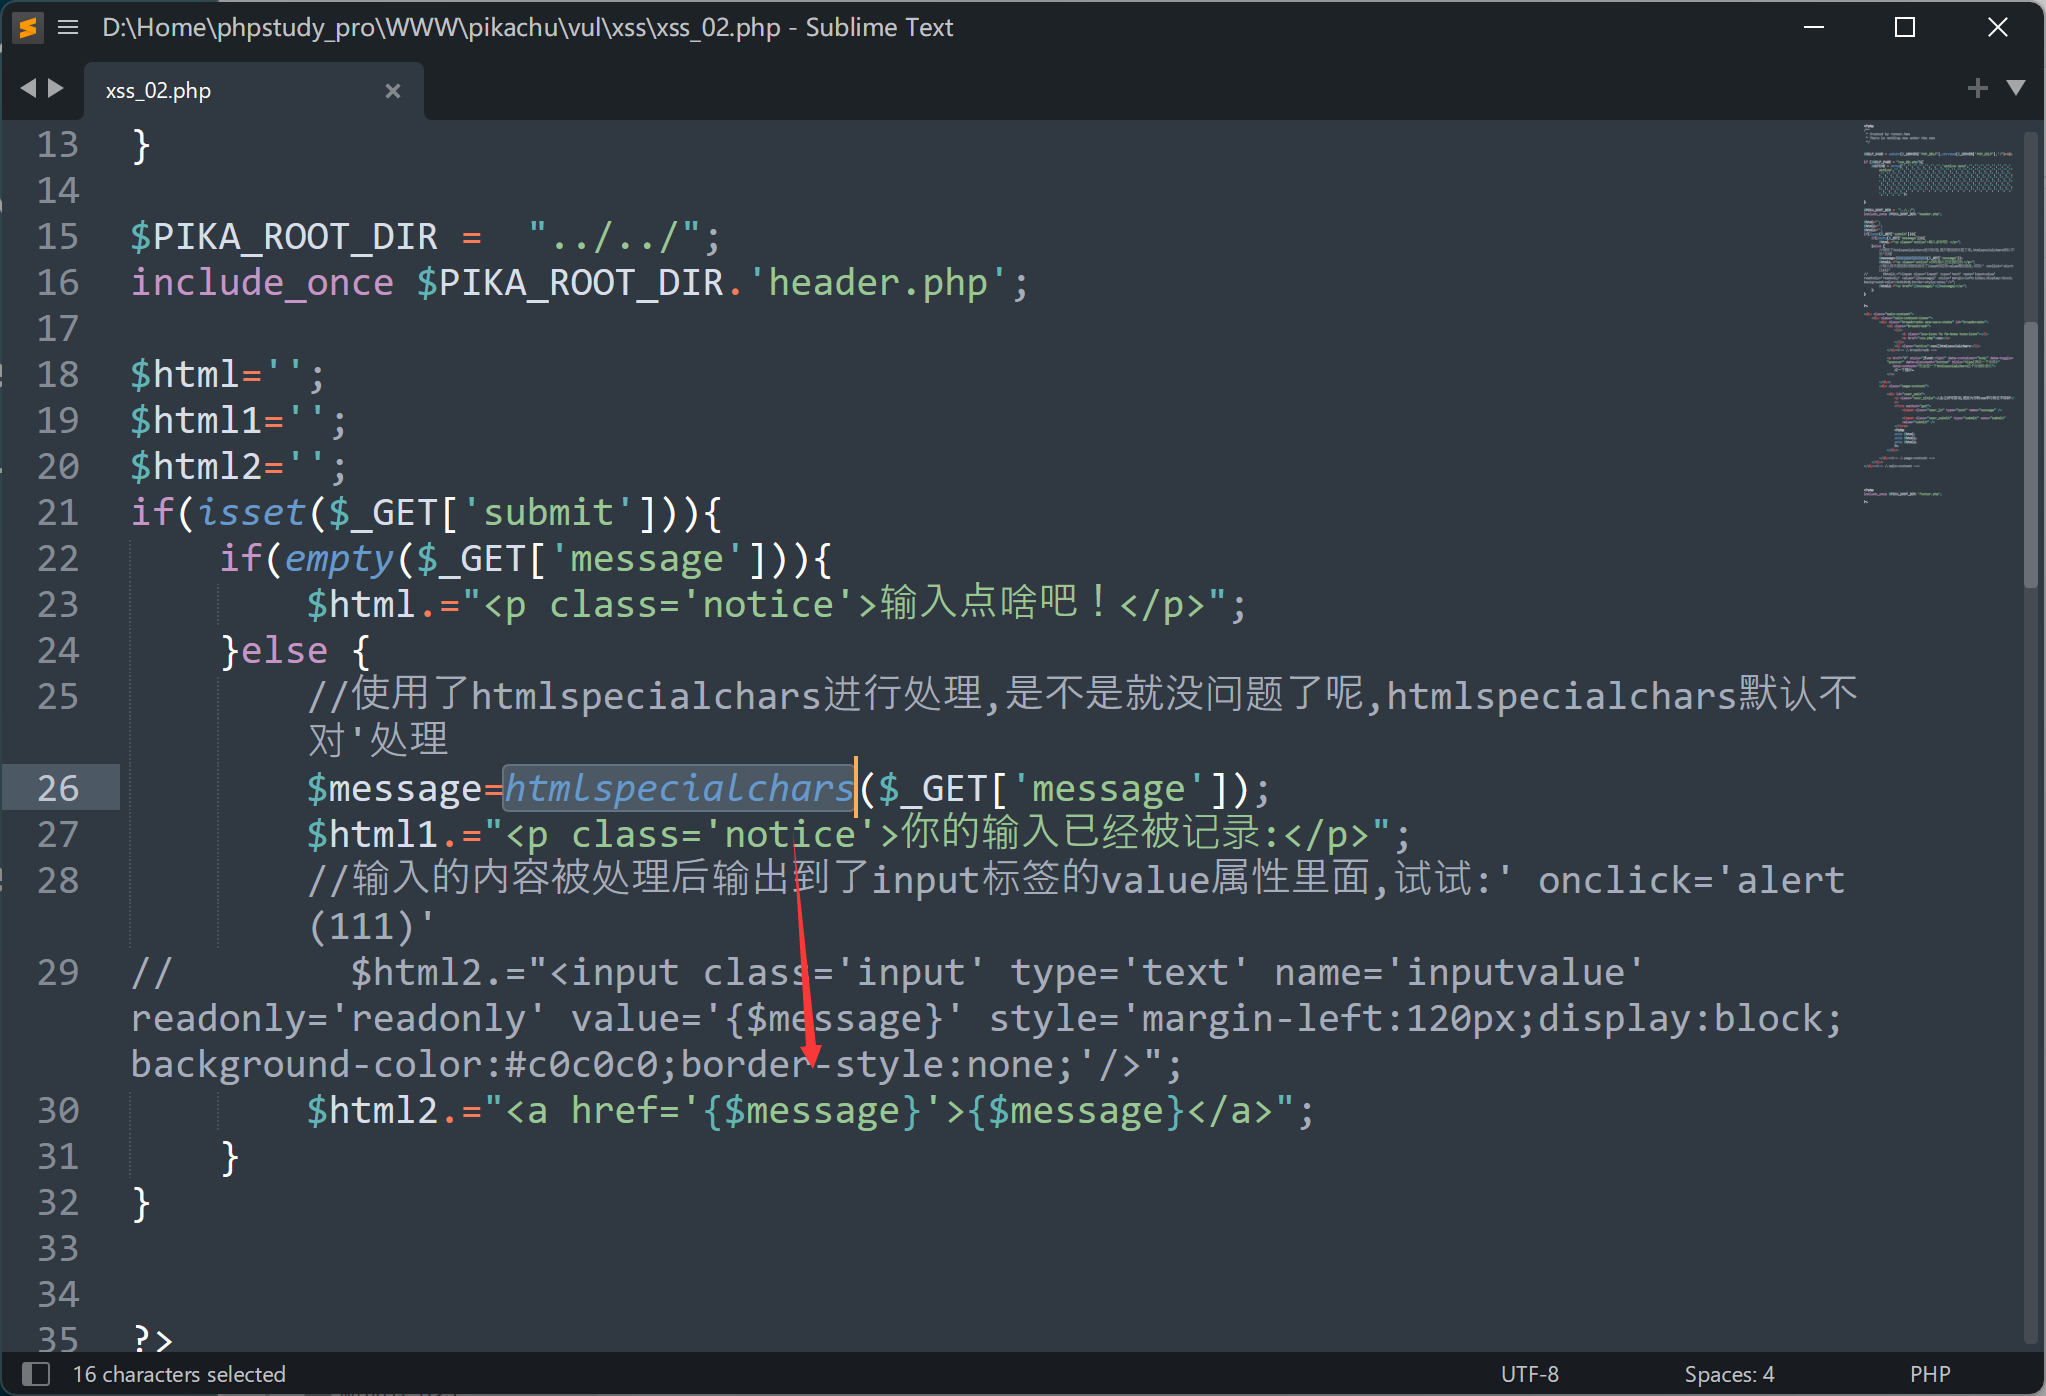 D:\Home\phpstudy_pro\WWW\pikachu\vul\xss\xss_02.php - Sublime Text
xss_02.php
13 }
14
15 $PIKA_ROOT_DIR =  "../../";
16 include_once $PIKA_ROOT_DIR.'header.php';
17
18 $html='';
19 $html1='';
20 $html2='';
21 if(isset($_GET['submit'])){
22     if(empty($_GET['message'])){
23         $html.="<p class='notice'>输入点啥吧！</p>";
24     }else {
25         //使用了htmlspecialchars进行处理,是不是就没问题了呢,htmlspecialchars默认不
对'处理
26         $message=htmlspecialchars($_GET['message']);
27         $html1.="<p class='notice'>你的输入已经被记录:</p>";
28         //输入的内容被处理后输出到了input标签的value属性里面,试试:' onclick='alert
(111)'
29 //        $html2.="<input class='input' type='text' name='inputvalue'
readonly='readonly' value='{$message}' style='margin-left:120px;display:block;
background-color:#c0c0c0;border-style:none;'/>";
30         $html2.="<a href='{$message}'>{$message}</a>";
31     }
32 }
33
34
35 ?>
16 characters selected UTF-8 Spaces: 4 PHP